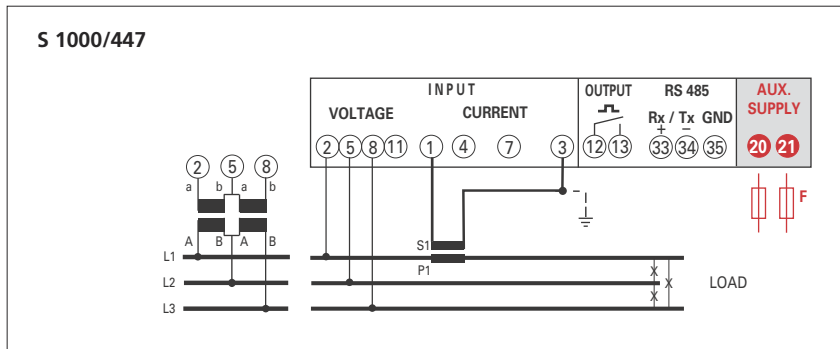 S 1000/447
INPUT
OUTPUT
RS 485
AUX. SUPPLY
VOLTAGE
CURRENT
Rx / Tx GND
+ −
2 5 8 11 1 4 7 3 12 13 33 34 35 20 21
2 5 8
a b a b
F
A B A B
S1
L1
P1
L2
LOAD
L3